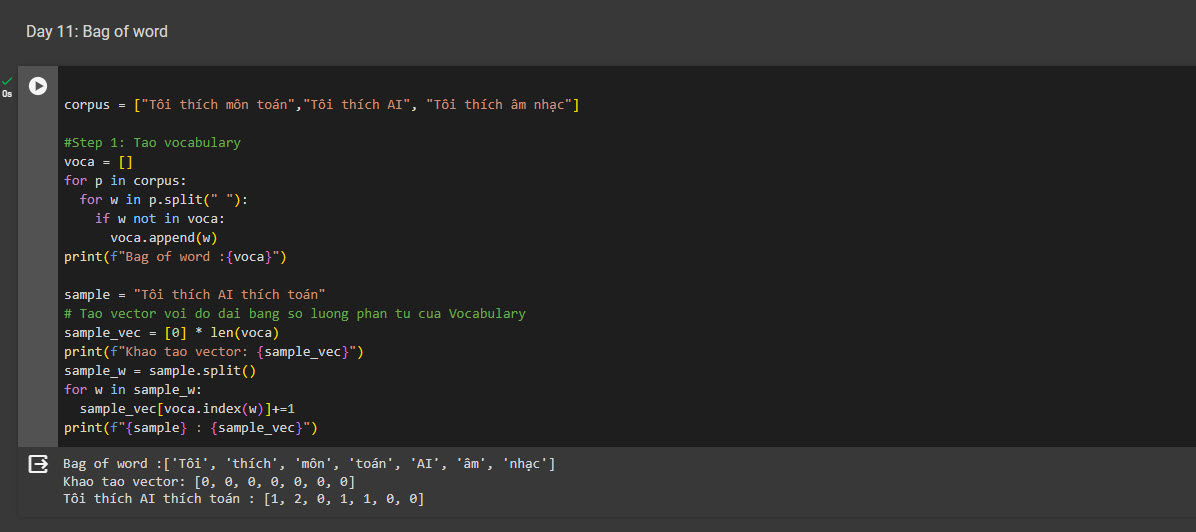 Day 11: Bag of word
0s
corpus = ["Tôi thích môn toán","Tôi thích AI", "Tôi thích âm nhạc"]
#Step 1: Tao vocabulary
voca = []
for p in corpus:
  for w in p.split(" "):
    if w not in voca:
      voca.append(w)
print(f"Bag of word :{voca}")
sample = "Tôi thích AI thích toán"
# Tao vector voi do dai bang so luong phan tu cua Vocabulary
sample_vec = [0] * len(voca)
print(f"Khao tao vector: {sample_vec}")
sample_w = sample.split()
for w in sample_w:
  sample_vec[voca.index(w)]+=1
print(f"{sample} : {sample_vec}")
Bag of word :['Tôi', 'thích', 'môn', 'toán', 'AI', 'âm', 'nhạc']
Khao tao vector: [0, 0, 0, 0, 0, 0, 0]
Tôi thích AI thích toán : [1, 2, 0, 1, 1, 0, 0]